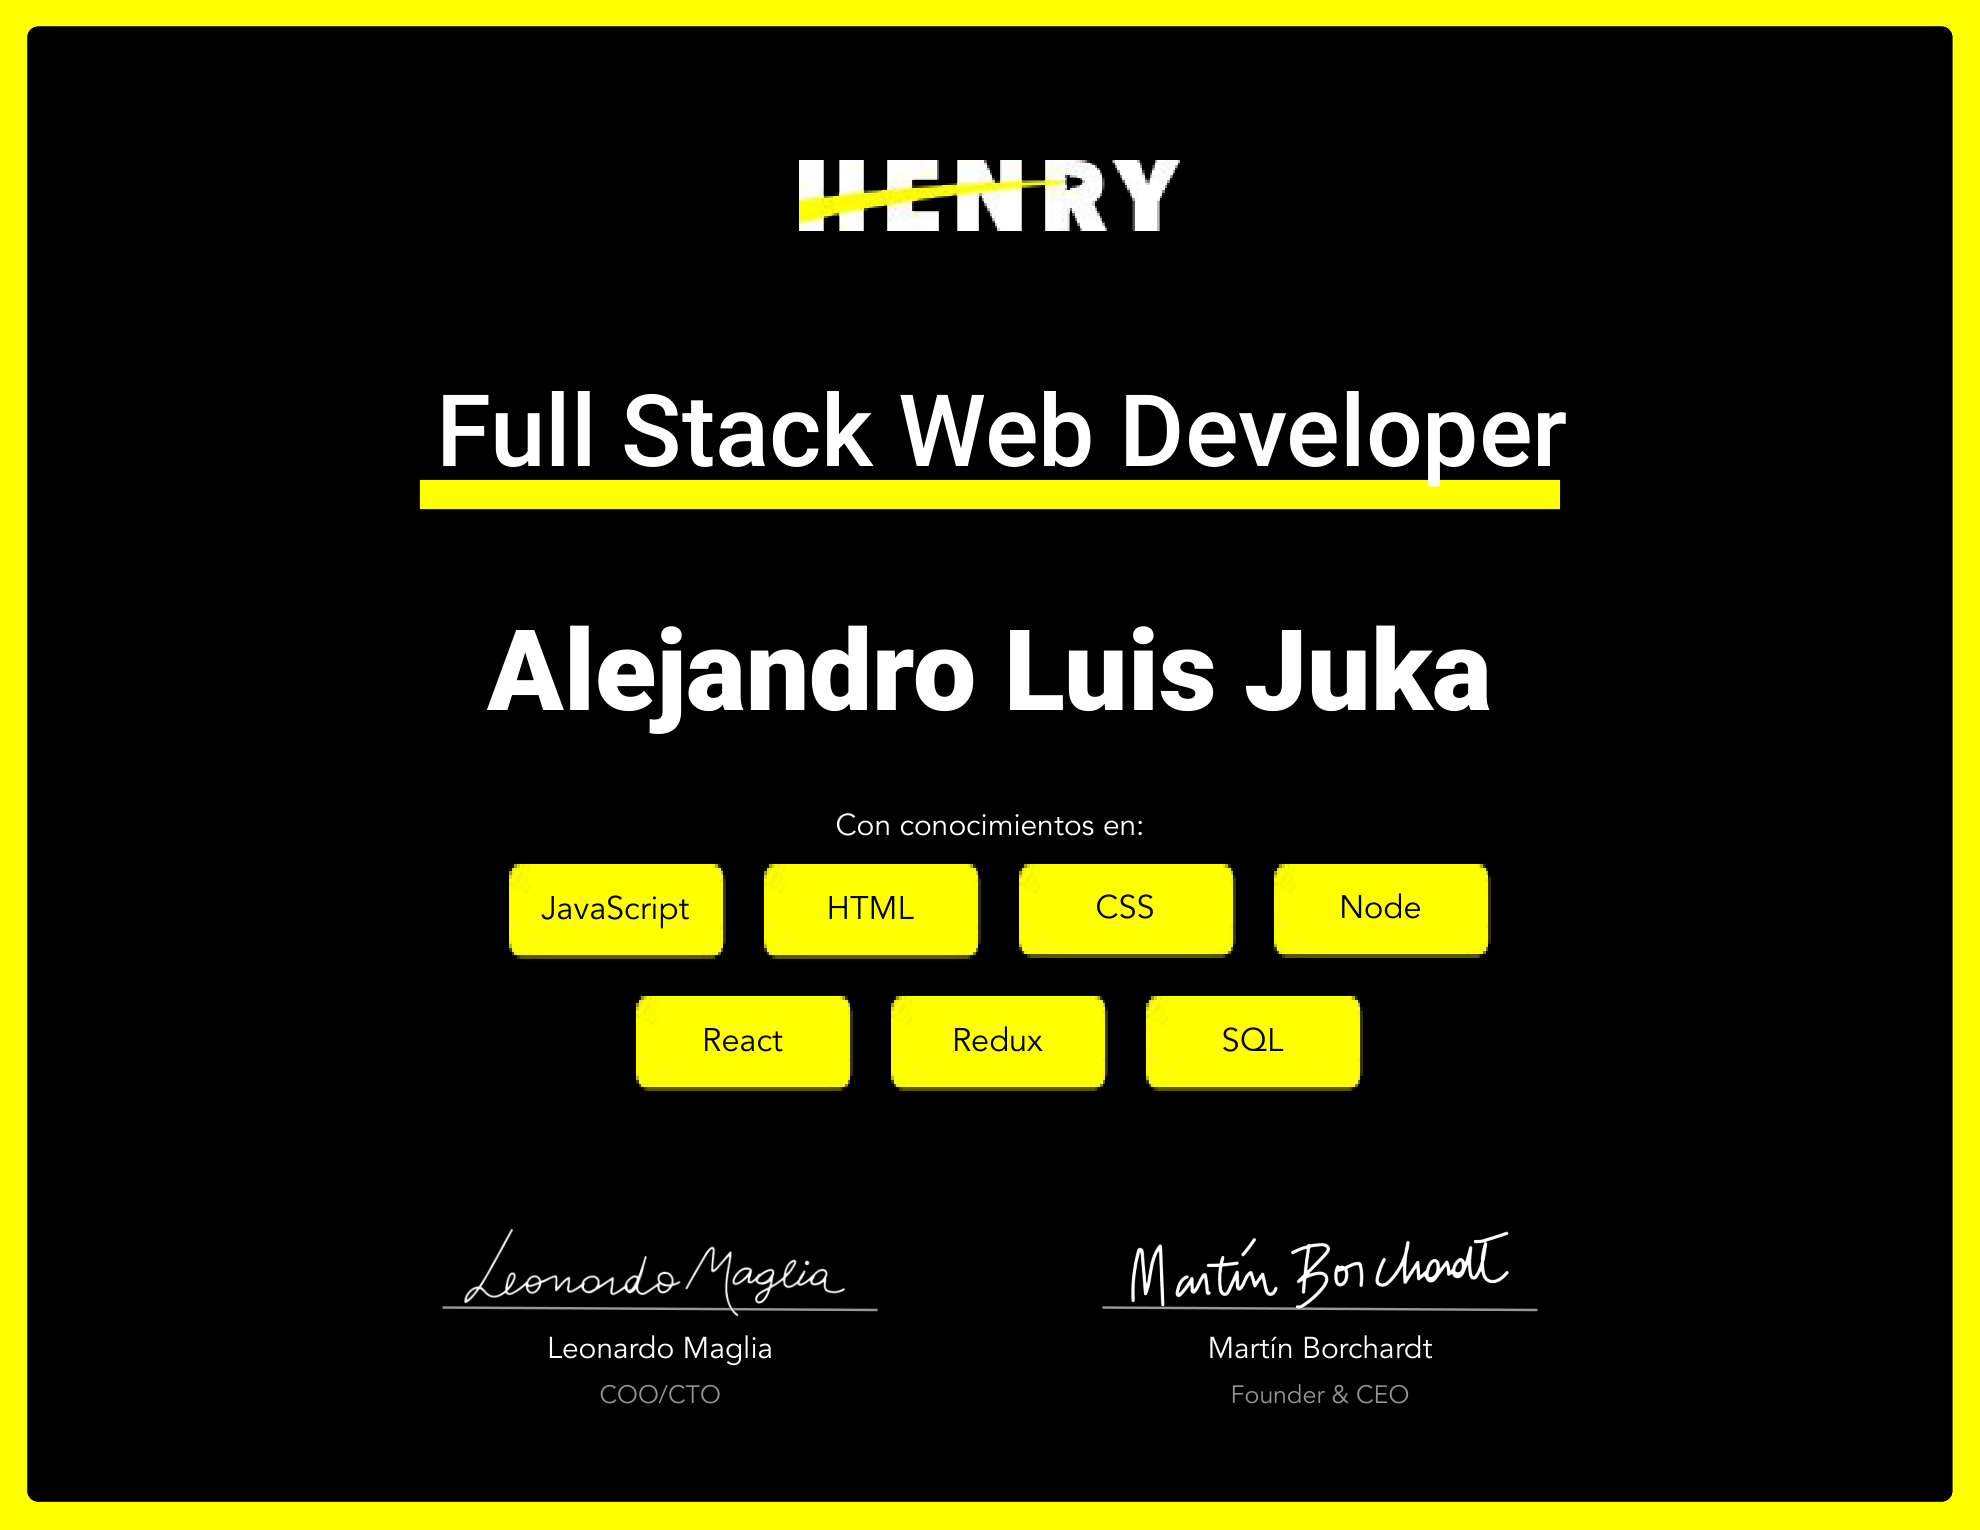 HENRY
Full Stack Web Developer
Alejandro Luis Juka
Con conocimientos en:
JavaScript HTML CSS Node
React Redux SQL
Leonardo Maglia Martín Borchardt
Leonardo Maglia Martín Borchardt
COO/CTO Founder & CEO